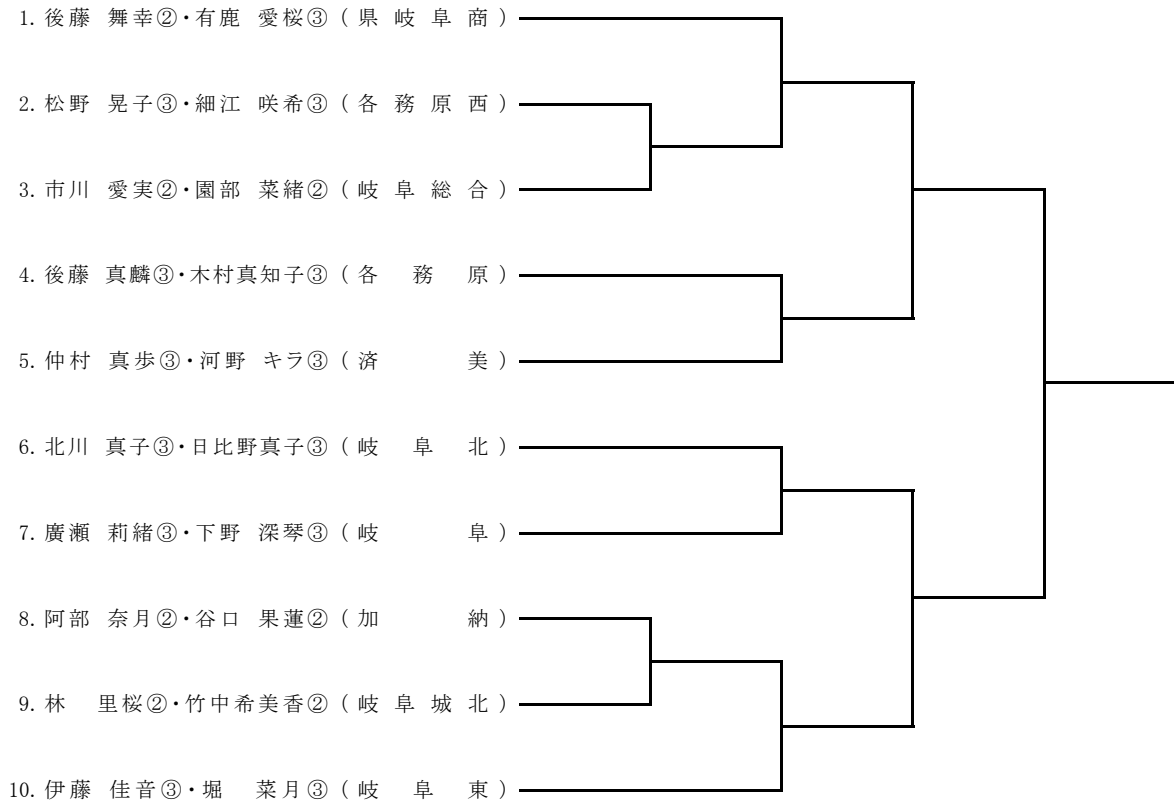 1. 後藤 舞幸②・有鹿 愛桜③ ( 県 岐 阜 商 )
2. 松野 晃子③・細江 咲希③ ( 各 務 原 西 )
3. 市川 愛実②・園部 菜緒② ( 岐 阜 総 合 )
4. 後藤 真麟③・木村真知子③ ( 各 務 原 )
5. 仲村 真歩③・河野 キラ③ ( 済 美 )
6. 北川 真子③・日比野真子③ ( 岐 阜 北 )
7. 廣瀬 莉緒③・下野 深琴③ ( 岐 阜 )
8. 阿部 奈月②・谷口 果蓮② ( 加 納 )
9. 林 里桜②・竹中希美香② ( 岐 阜 城 北 )
10. 伊藤 佳音③・堀 菜月③ ( 岐 阜 東 )